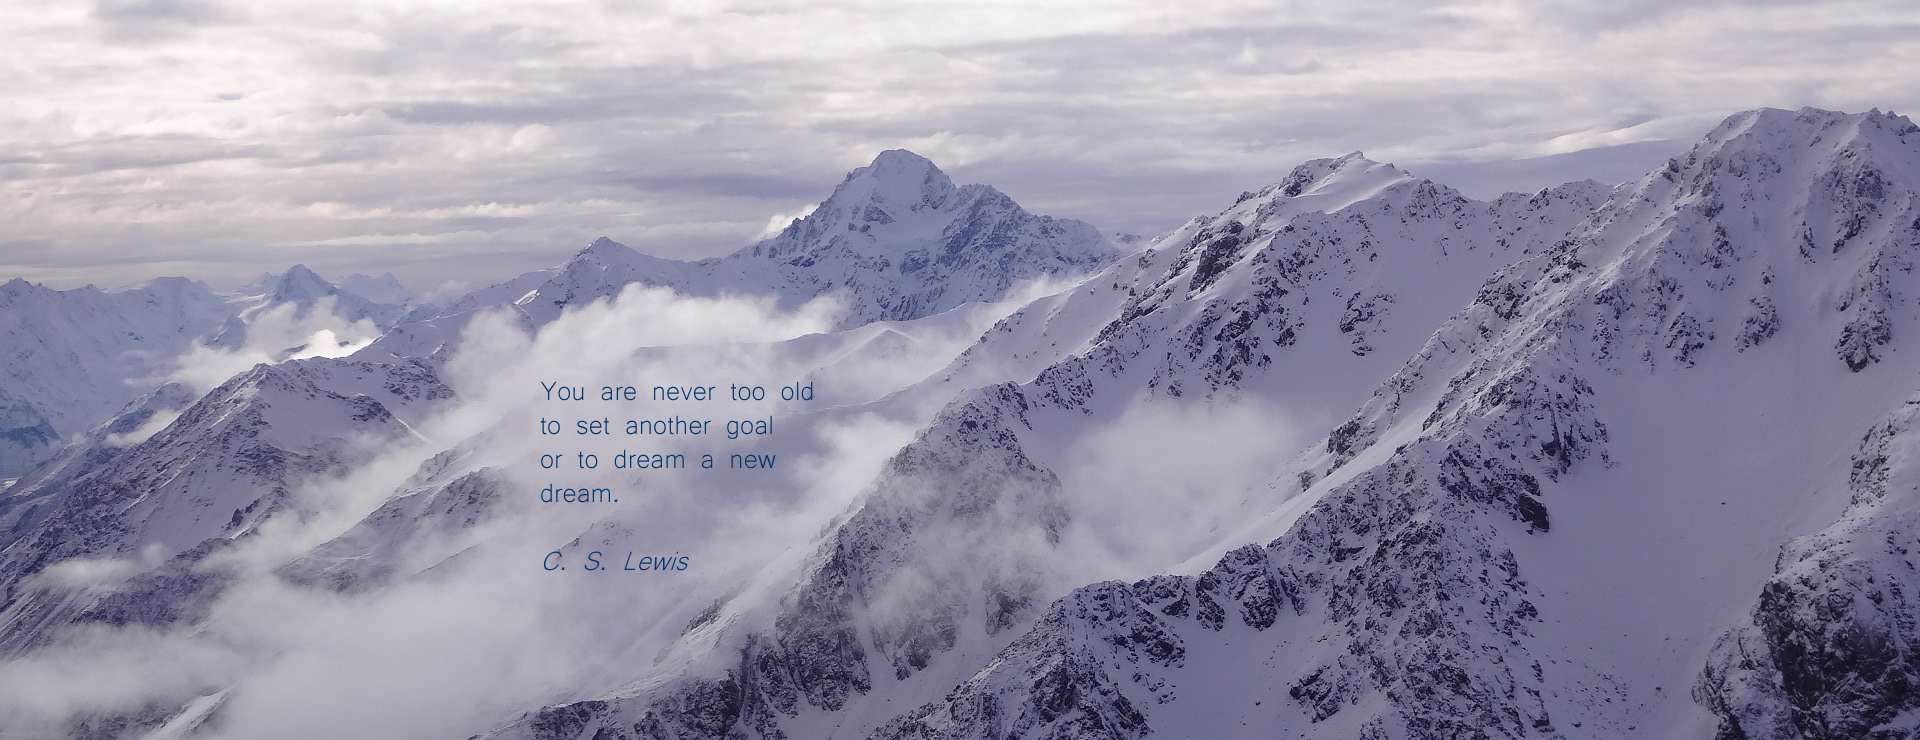 You are never too old
to set another goal
or to dream a new
dream.
C. S. Lewis